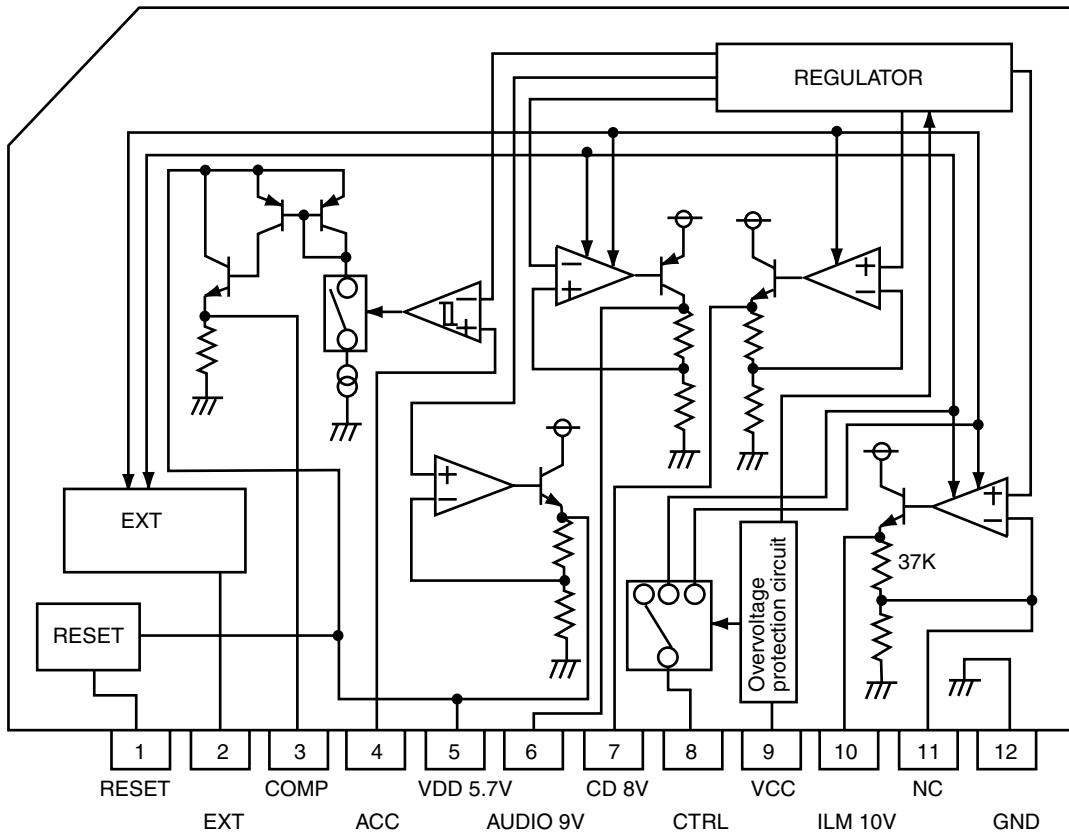 REGULATOR
EXT
RESET
37K
Overvoltage
protection circuit
1 2 3 4 5 6 7 8 9 10 11 12
RESET COMP VDD 5.7V CD 8V VCC NC
EXT ACC AUDIO 9V CTRL ILM 10V GND